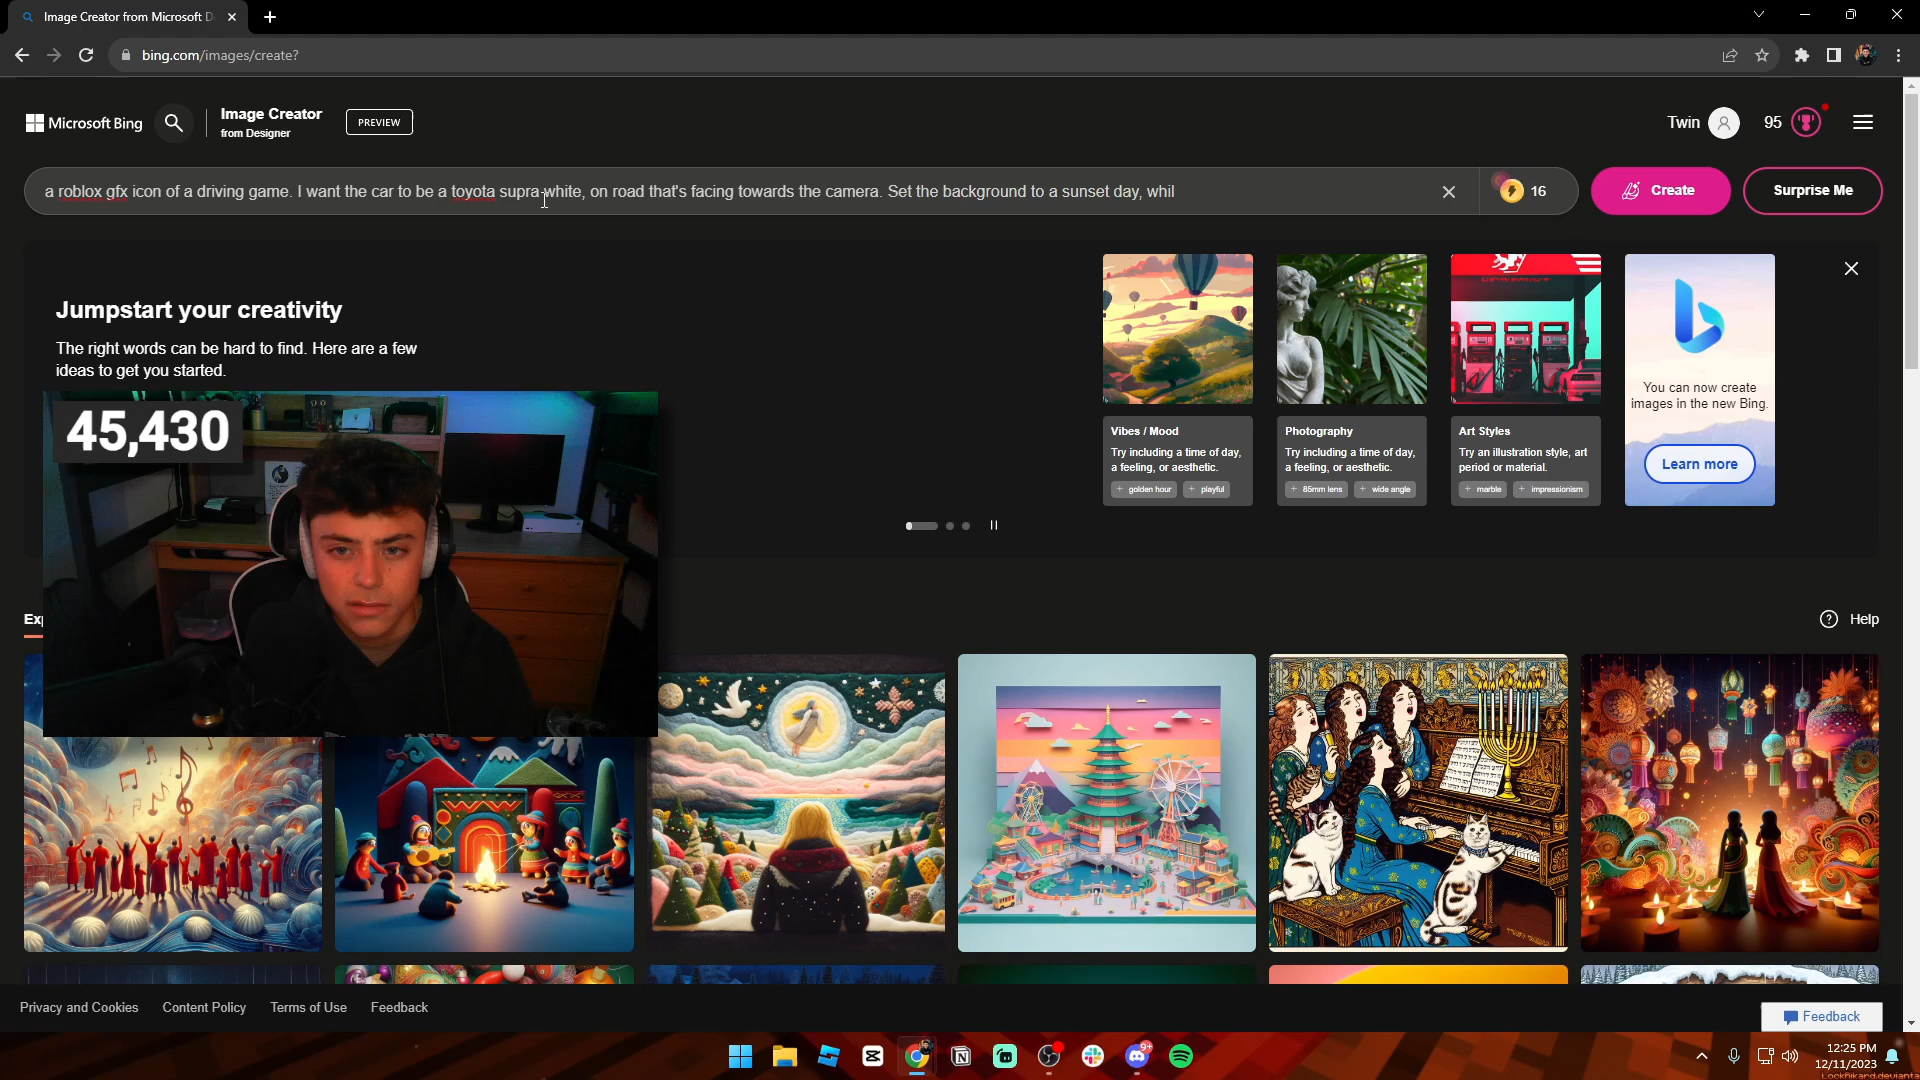 Image Creator from Microsoft D
bing.com/images/create?
Microsoft Bing
Image Creator
from Designer
PREVIEW
Twin
95
a roblox gfx icon of a driving game. I want the car to be a toyota supra white, on road that's facing towards the camera. Set the background to a sunset day, whil
16
Create
Surprise Me
Jumpstart your creativity
The right words can be hard to find. Here are a few
ideas to get you started.
Vibes / Mood
Try including a time of day,
a feeling, or aesthetic.
+ golden hour
+ playful
Photography
Try including a time of day,
a feeling, or aesthetic.
+ 85mm lens
+ wide angle
Art Styles
Try an illustration style, art
period or material.
+ marble
+ impressionism
You can now create
images in the new Bing.
Learn more
45,430
Exp
Help
Privacy and Cookies
Content Policy
Terms of Use
Feedback
Feedback
9+
12:25 PM
12/11/2023